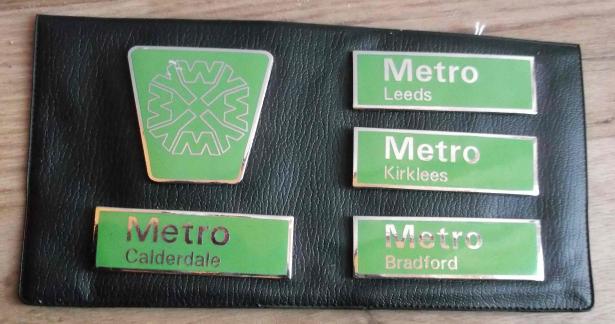 Metro
Leeds
Metro
Kirklees
Metro
Calderdale
Metro
Bradford